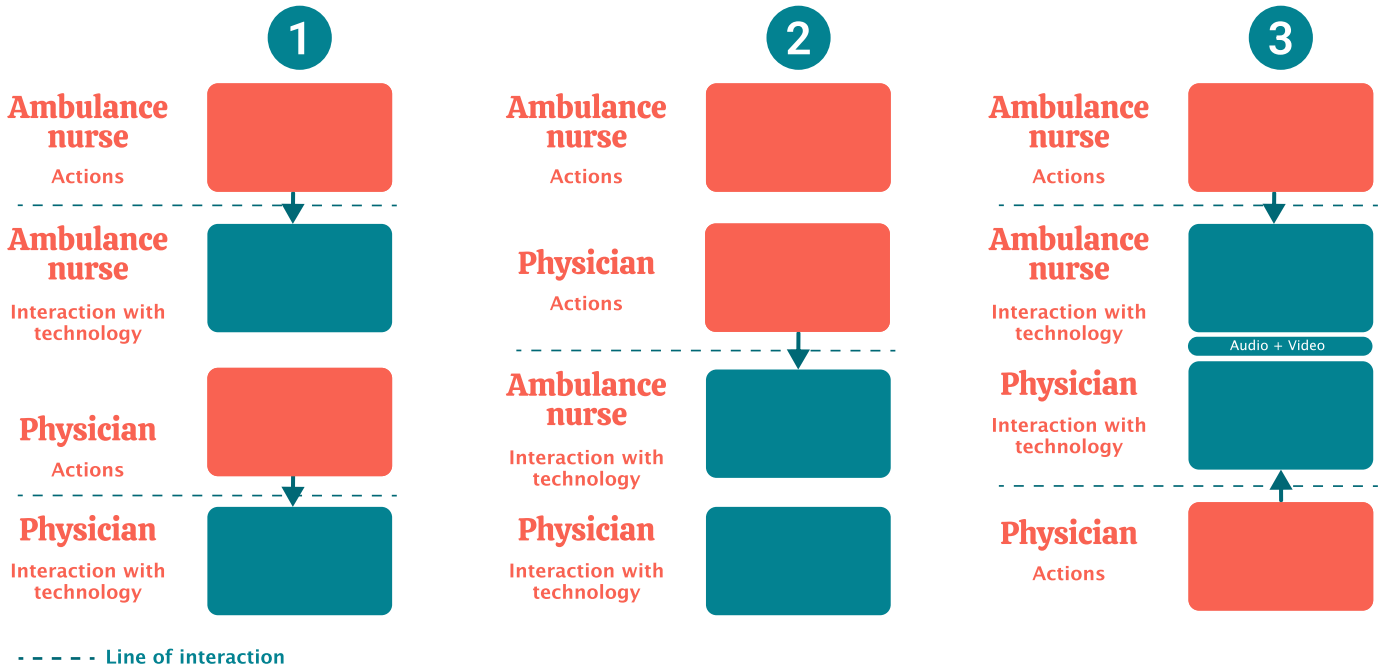 1
Ambulance
nurse
Actions
Ambulance
nurse
Interaction with
technology
Physician
Actions
Physician
Interaction with
technology
2
Ambulance
nurse
Actions
Physician
Actions
Ambulance
nurse
Interaction with
technology
Physician
Interaction with
technology
3
Ambulance
nurse
Actions
Ambulance
nurse
Interaction with
technology
Audio + Video
Physician
Interaction with
technology
Physician
Actions
Line of interaction